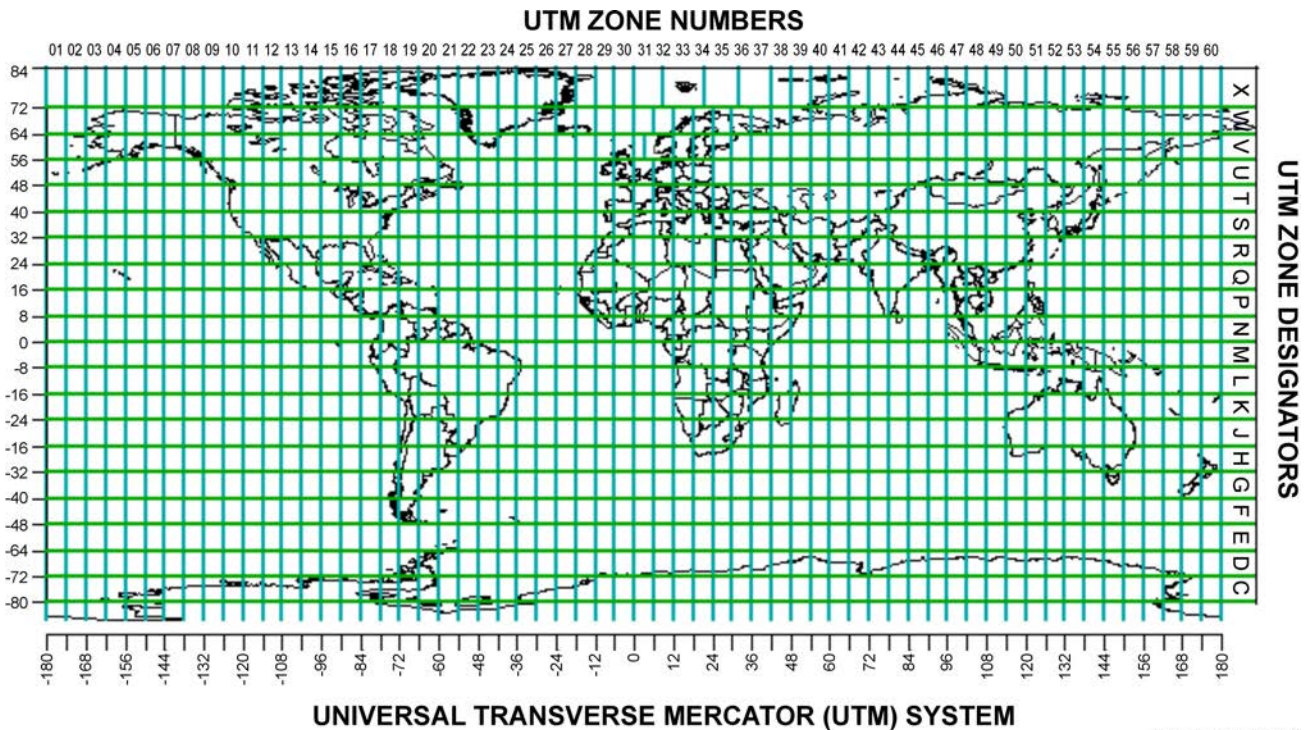 UTM ZONE NUMBERS
01 02 03 04 05 06 07 08 09 10 11 12 13 14 15 16 17 18 19 20 21 22 23 24 25 26 27 28 29 30 31 32 33 34 35 36 37 38 39 40 41 42 43 44 45 46 47 48 49 50 51 52 53 54 55 56 57 58 59 60
84
X
72
W
64
V
56
U
48
T
40
S
32
R
24
Q
16
P
8
N
0
M
-8
L
-16
K
-24
J
-16
H
-32
G
-40
F
-48
E
-64
D
-72
C
-80
UTM ZONE DESIGNATORS
-180 -168 -156 -144 -132 -120 -108 -96 -84 -72 -60 -48 -36 -24 -12 0 12 24 36 48 60 72 84 96 108 120 132 144 156 168 180
UNIVERSAL TRANSVERSE MERCATOR (UTM) SYSTEM